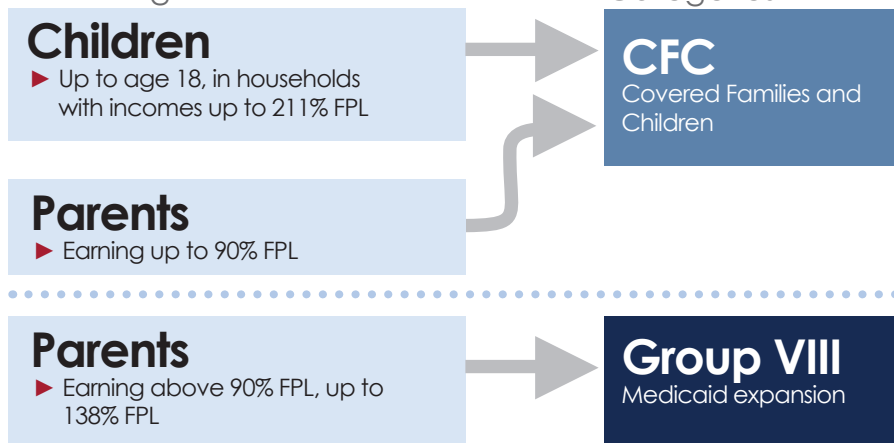 Children
► Up to age 18, in households
with incomes up to 211% FPL
CFC
Covered Families and
Children
Parents
► Earning up to 90% FPL
Parents
► Earning above 90% FPL, up to
138% FPL
Group VIII
Medicaid expansion